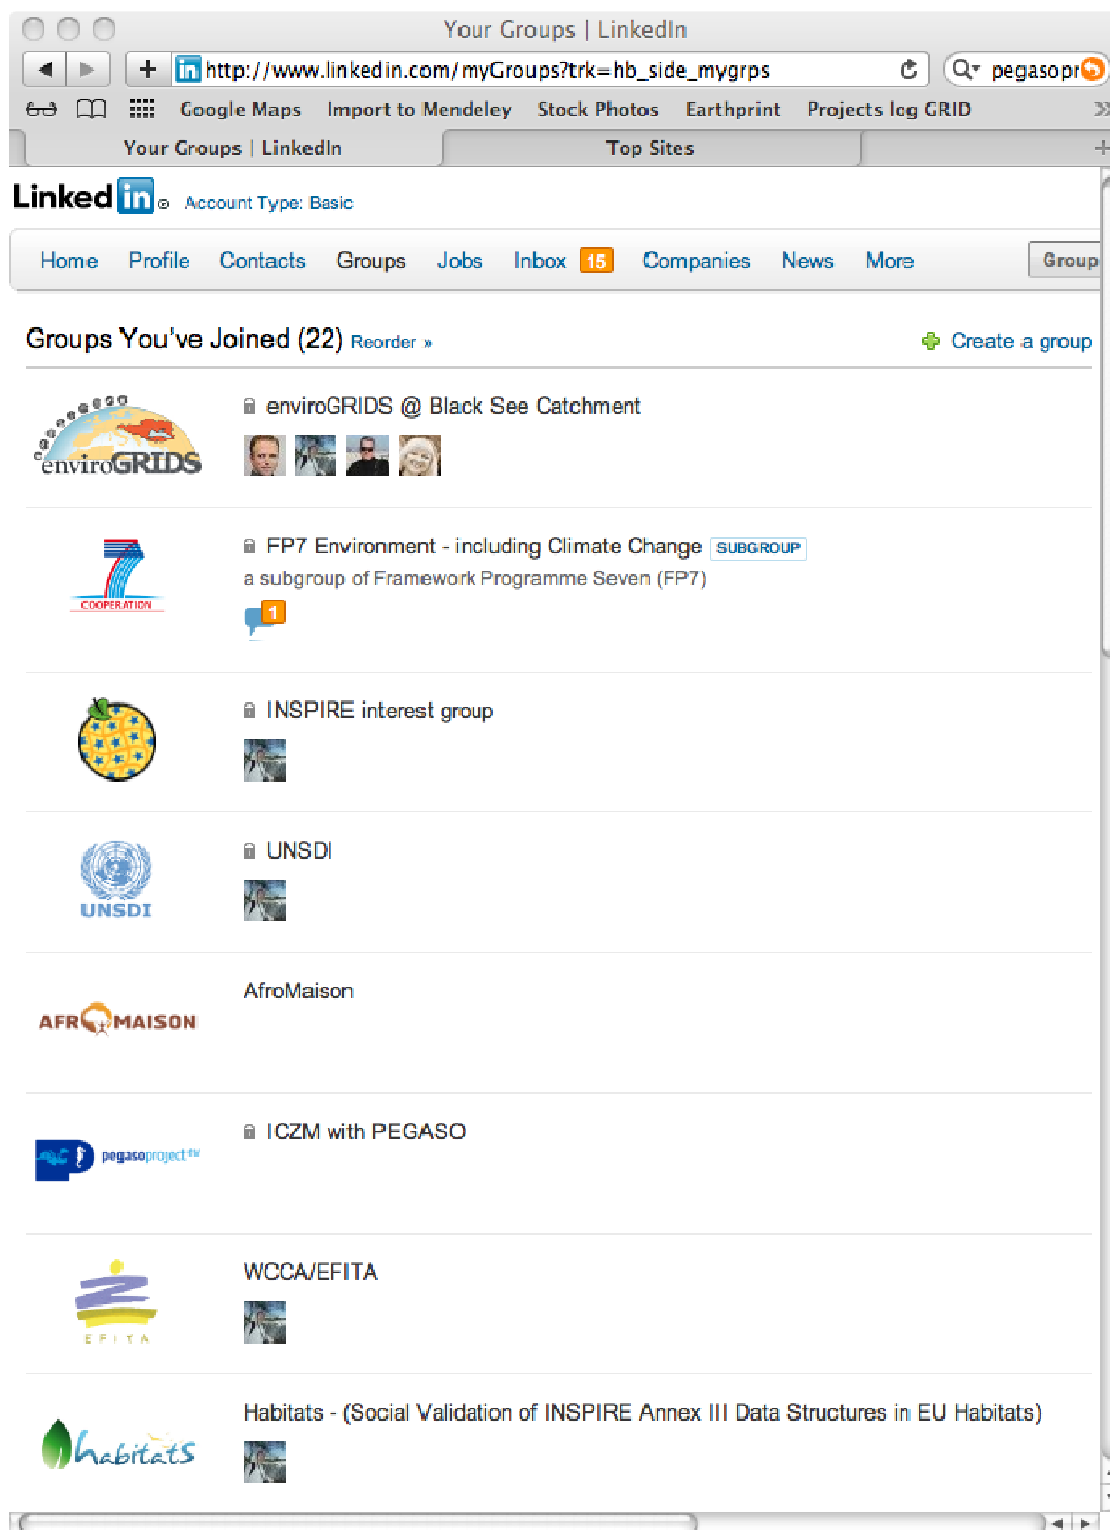 Your Groups | LinkedIn
http://www.linkedin.com/myGroups?trk=hb_side_mygrps
pegasopr
Google Maps Import to Mendeley Stock Photos Earthprint Projects log GRID
Your Groups | LinkedIn Top Sites
Linked in Account Type: Basic
Home Profile Contacts Groups Jobs Inbox 15 Companies News More Group
Groups You've Joined (22) Reorder » Create a group
enviroGRIDS
enviroGRIDS @ Black See Catchment
7
COOPERATION
FP7 Environment - including Climate Change SUBGROUP
a subgroup of Framework Programme Seven (FP7)
1
INSPIRE interest group
UNSDI
UNSDI
AFROMAISON
AfroMaison
pegasoproject
ICZM with PEGASO
EFITA
WCCA/EFITA
habitats
Habitats - (Social Validation of INSPIRE Annex III Data Structures in EU Habitats)